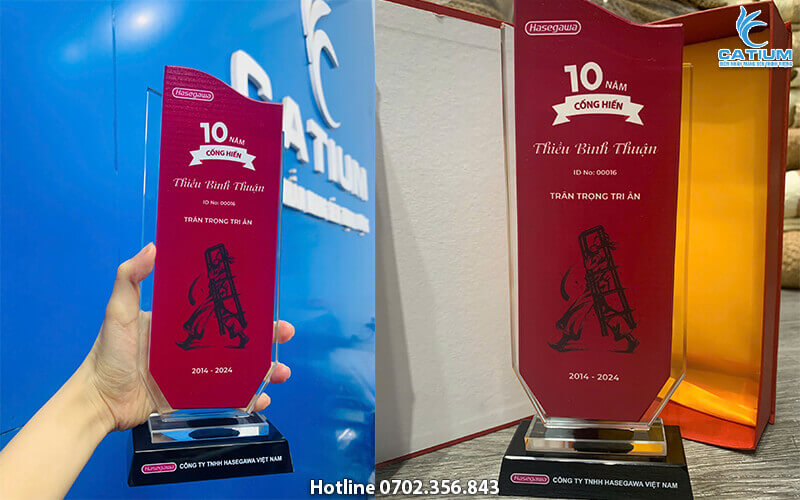 Hasegawa
10 NĂM
CỐNG HIẾN
Thiều Bình Thuận
ID No: 00016
TRÂN TRỌNG TRI ÂN
2014 - 2024
Hasegawa CÔNG TY TNHH HASEGAWA VIỆT NAM
CATIUM
Hasegawa
10 NĂM
CỐNG HIẾN
Thiều Bình Thuận
ID No: 00016
TRÂN TRỌNG TRI ÂN
2014 - 2024
Hasegawa CÔNG TY TNHH HASEGAWA VIỆT NAM
CATIUM
Hotline 0702.356.843